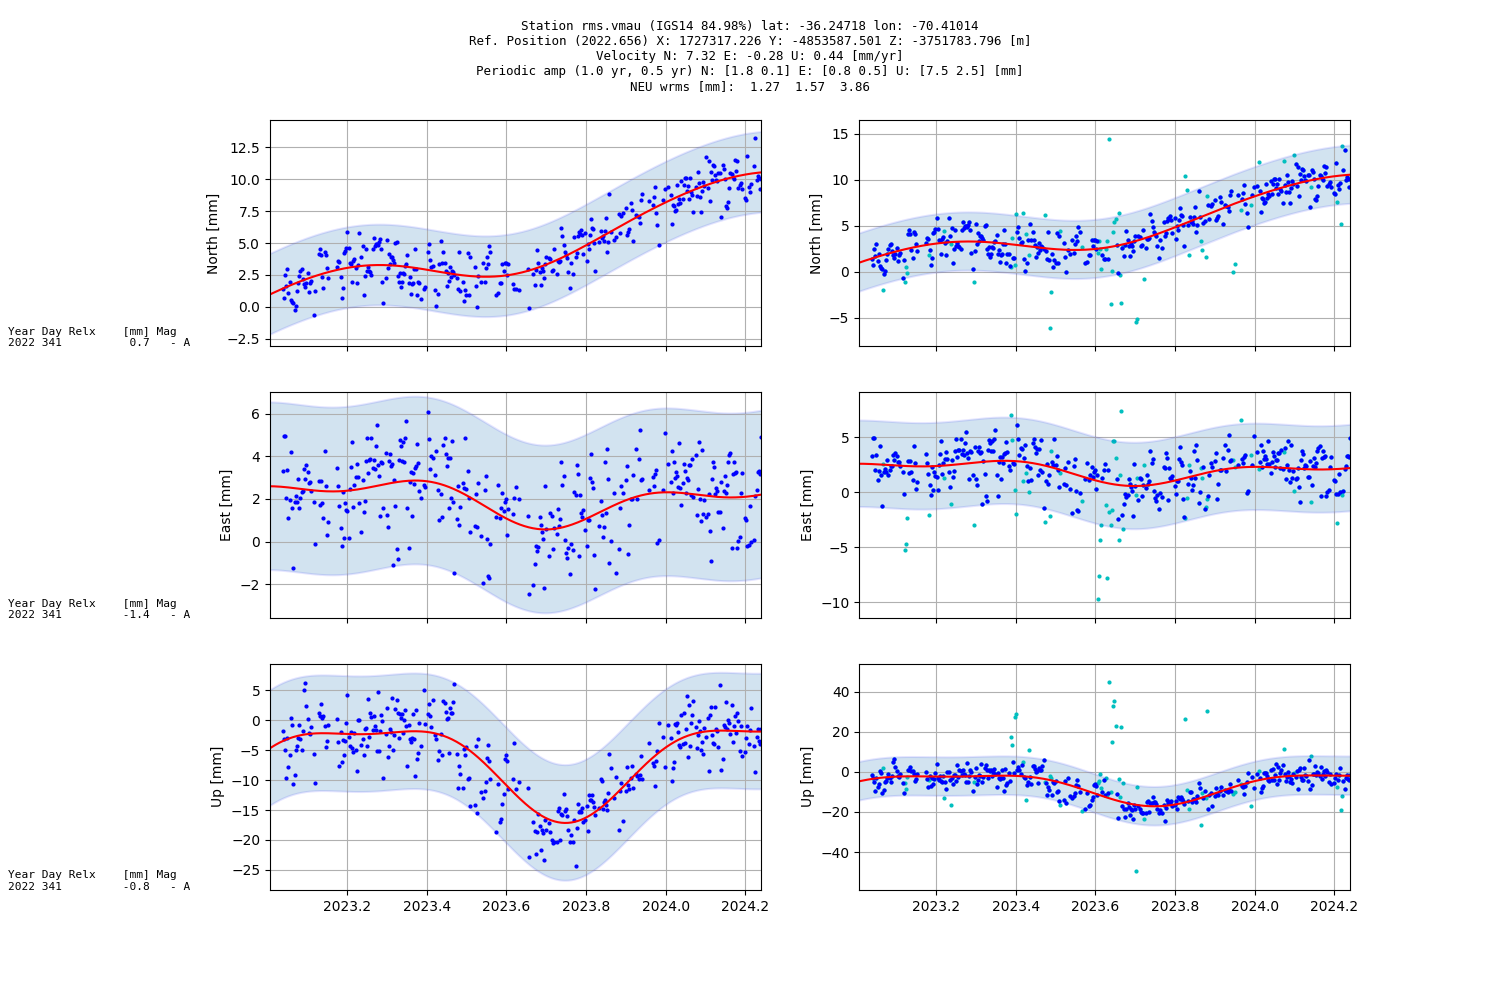 Station rms.vmau (IGS14 84.98%) lat: -36.24718 lon: -70.41014
Ref. Position (2022.656) X: 1727317.226 Y: -4853587.501 Z: -3751783.796 [m]
Velocity N: 7.32 E: -0.28 U: 0.44 [mm/yr]
Periodic amp (1.0 yr, 0.5 yr) N: [1.8 0.1] E: [0.8 0.5] U: [7.5 2.5] [mm]
NEU wrms [mm]: 1.27 1.57 3.86
Year Day Relx [mm] Mag
2022 341 0.7 - A
North [mm]
12.5
10.0
7.5
5.0
2.5
0.0
−2.5
North [mm]
15
10
5
0
−5
Year Day Relx [mm] Mag
2022 341 -1.4 - A
East [mm]
6
4
2
0
−2
East [mm]
5
0
−5
−10
Year Day Relx [mm] Mag
2022 341 -0.8 - A
Up [mm]
5
0
−5
−10
−15
−20
−25
2023.2 2023.4 2023.6 2023.8 2024.0 2024.2
Up [mm]
40
20
0
−20
−40
2023.2 2023.4 2023.6 2023.8 2024.0 2024.2